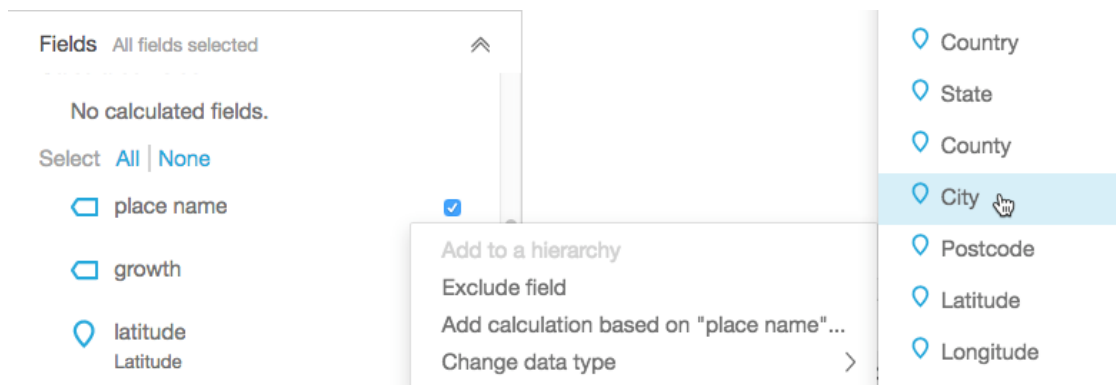 Fields All fields selected
No calculated fields.
Select All None
place name
growth
latitude
Latitude
Add to a hierarchy
Exclude field
Add calculation based on "place name"...
Change data type
Country
State
County
City
Postcode
Latitude
Longitude